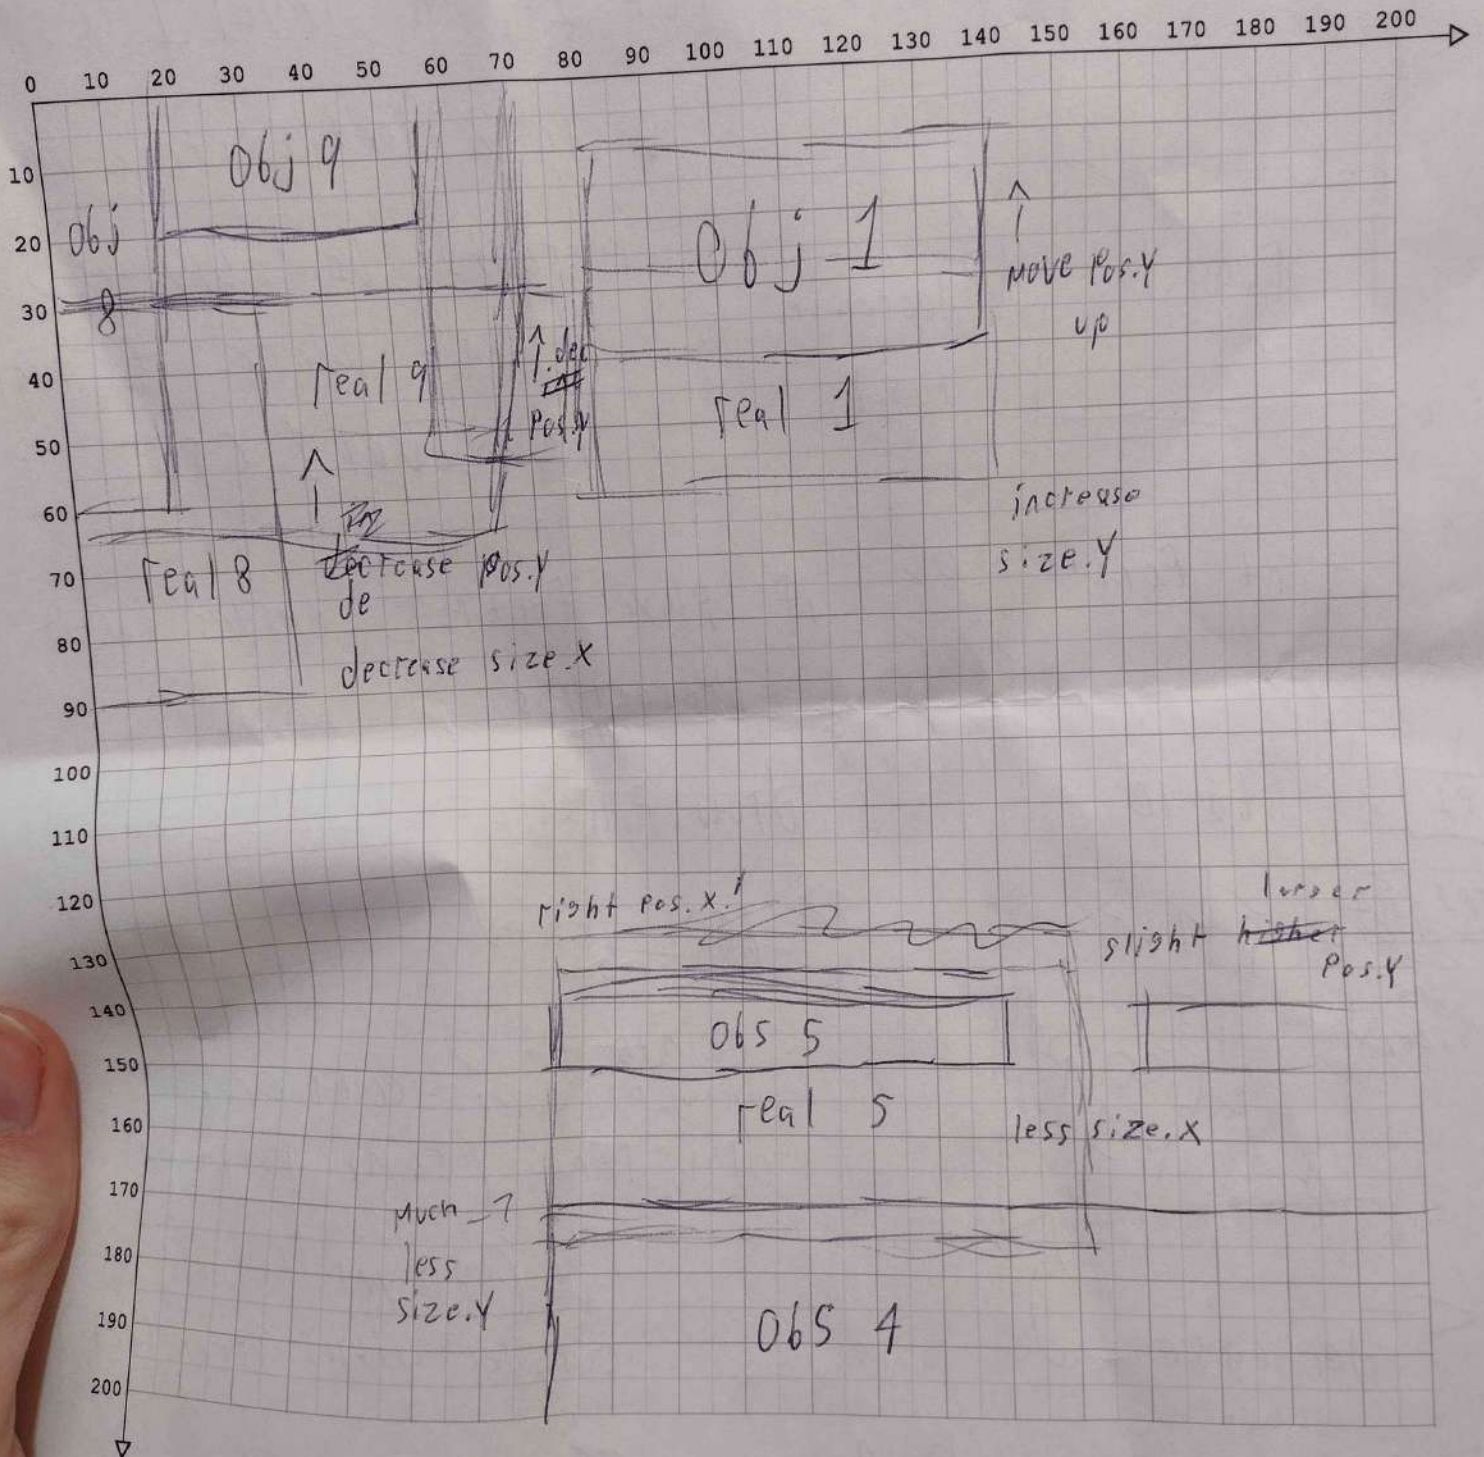 0 10 20 30 40 50 60 70 80 90 100 110 120 130 140 150 160 170 180 190 200
10
20
30
40
50
60
70
80
90
100
110
120
130
140
150
160
170
180
190
200
obj 9
obj
8
real 9
dec
pos.y
obj 1
real 1
move pos.y
up
increase
size.y
real 8
decrease pos.y
de
decrease size.x
right pos.x!
larger
slight higher
pos.y
obj 5
real 5
less size.x
much
less
size.y
obj 4